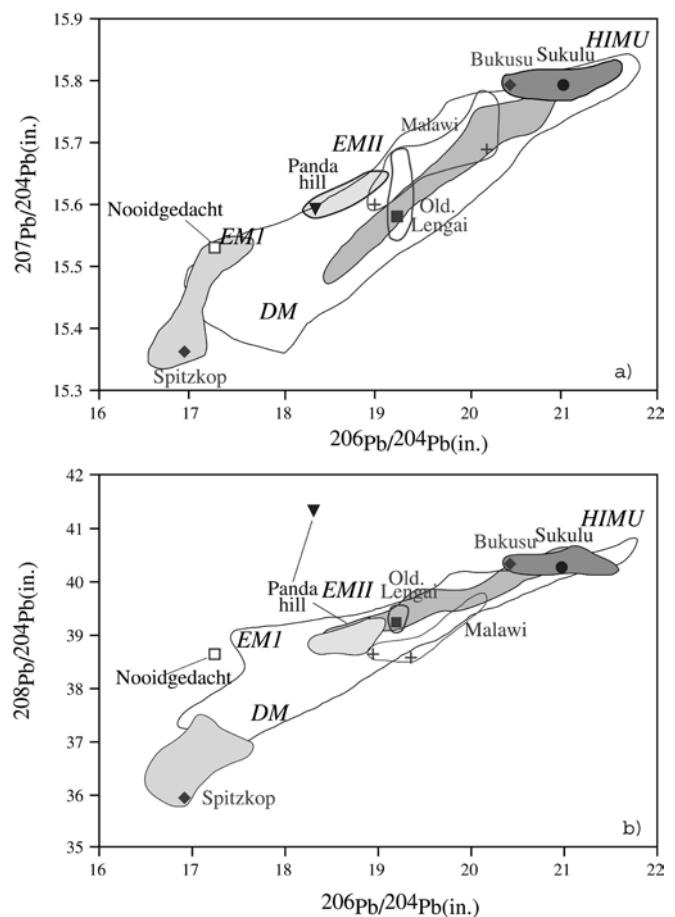 15.9
15.8
15.7
15.6
15.5
15.4
15.3
207Pb/204Pb(in.)
HIMU
Bukusu
Sukulu
Malawi
EMII
Panda
hill
Nooidgedacht
EMI
Old.
Lengai
DM
Spitzkop
a)
16 17 18 19 20 21 22
206Pb/204Pb(in.)
42
41
40
39
38
37
36
35
208Pb/204Pb(in.)
HIMU
Bukusu
Sukulu
Panda
hill
EMII
Old.
Lengai
EMI
Malawi
Nooidgedacht
DM
Spitzkop
b)
16 17 18 19 20 21 22
206Pb/204Pb(in.)